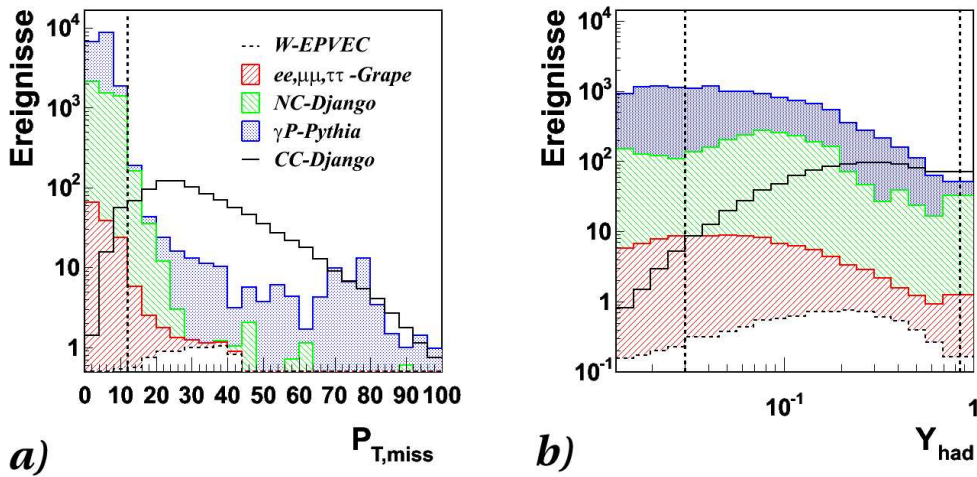 Ereignisse
10⁴
10³
10²
10
1
W-EPVEC
ee,μμ,ττ -Grape
NC-Django
γP-Pythia
CC-Django
0 10 20 30 40 50 60 70 80 90 100
P_T,miss
a)
Ereignisse
10⁴
10³
10²
10
1
10⁻¹
10⁻¹ 1
Y_had
b)